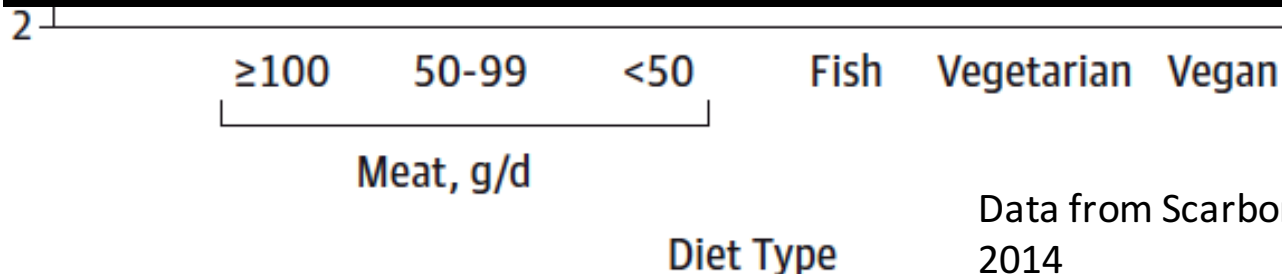 2
≥100 50-99 <50 Fish Vegetarian Vegan
Meat, g/d
Data from
Diet Type 2014